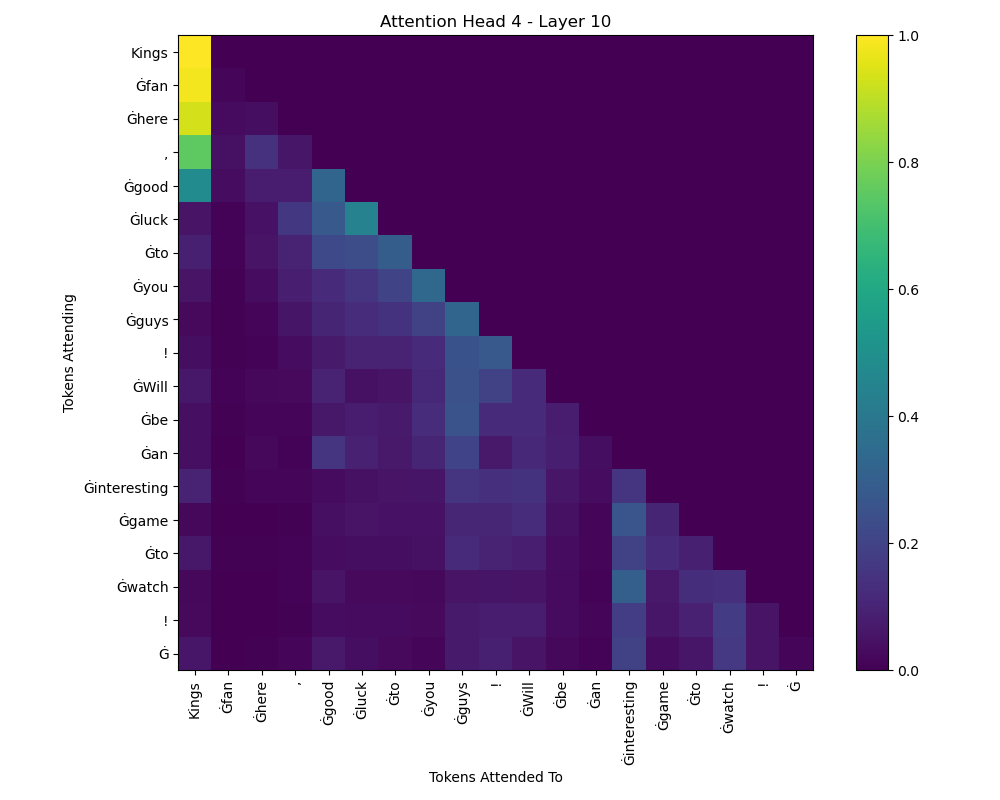 Attention Head 4 - Layer 10
Tokens Attending
Kings
Ġfan
Ġhere
,
Ġgood
Ġluck
Ġto
Ġyou
Ġguys
!
ĠWill
Ġbe
Ġan
Ġinteresting
Ġgame
Ġto
Ġwatch
!
Ġ
Kings
Ġfan
Ġhere
,
Ġgood
Ġluck
Ġto
Ġyou
Ġguys
!
ĠWill
Ġbe
Ġan
Ġinteresting
Ġgame
Ġto
Ġwatch
!
Ġ
Tokens Attended To
1.0
0.8
0.6
0.4
0.2
0.0